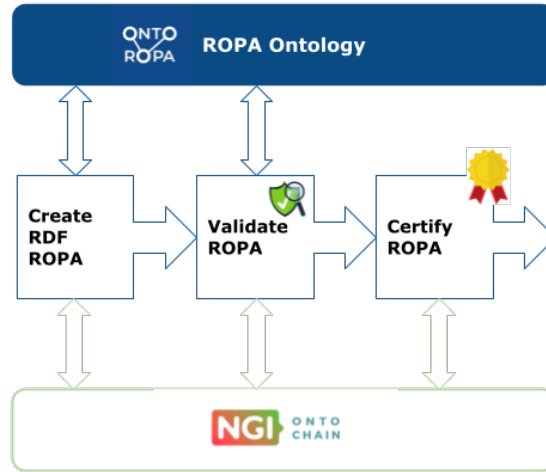 ONTO
ROPA
ROPA Ontology
Create
RDF
ROPA
Validate
ROPA
Certify
ROPA
NGI
ONTO
CHAIN